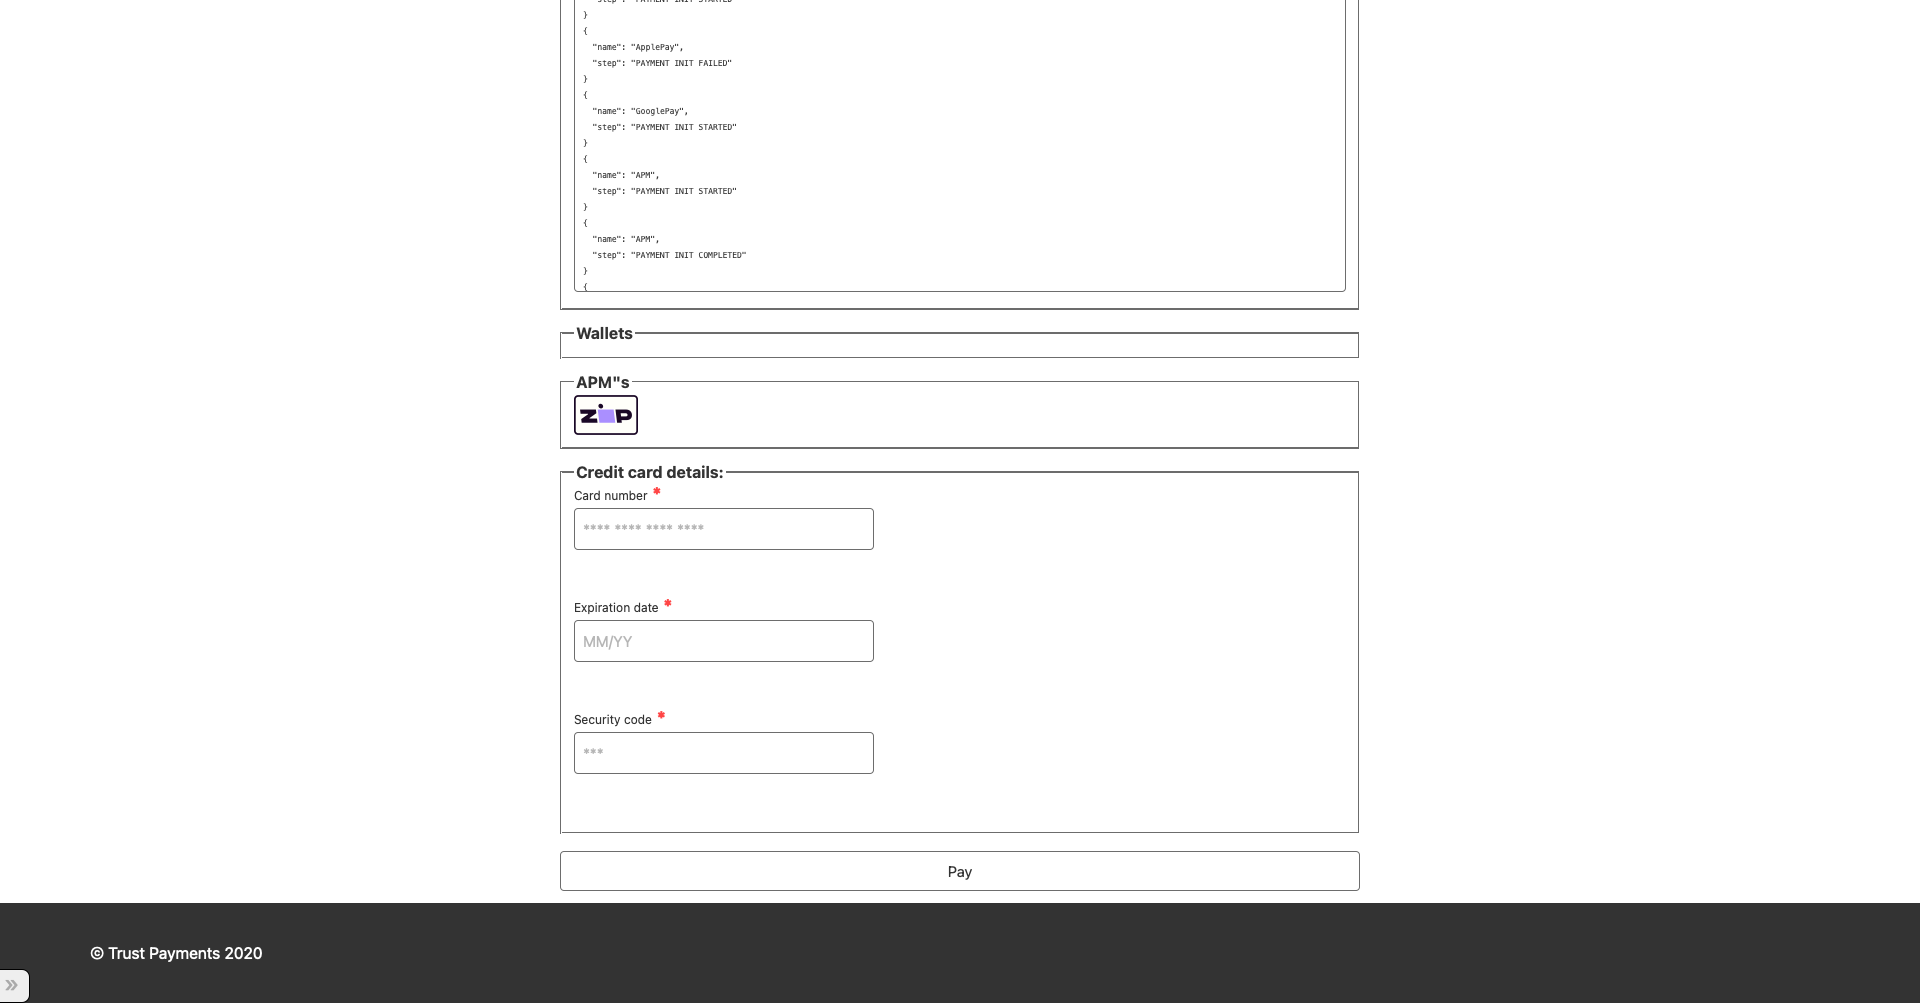 "step": "PAYMENT INIT STARTED"
}
{
"name": "ApplePay",
"step": "PAYMENT INIT FAILED"
}
{
"name": "GooglePay",
"step": "PAYMENT INIT STARTED"
}
{
"name": "APM",
"step": "PAYMENT INIT STARTED"
}
{
"name": "APM",
"step": "PAYMENT INIT COMPLETED"
}
{
Wallets
APM"s
zip
Credit card details:
Card number *
**** **** **** ****
Expiration date *
MM/YY
Security code *
***
Pay
© Trust Payments 2020
»